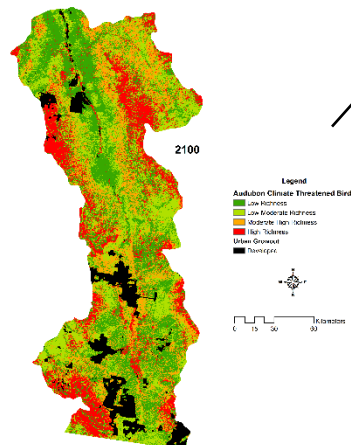 2100
Legend
Audubon Climate Threatened Bird
Low Richness
Low Moderate Richness
Moderate High Richness
High Richness
Urban Growout
Developed
N
S
Kilometers
0 15 30 60